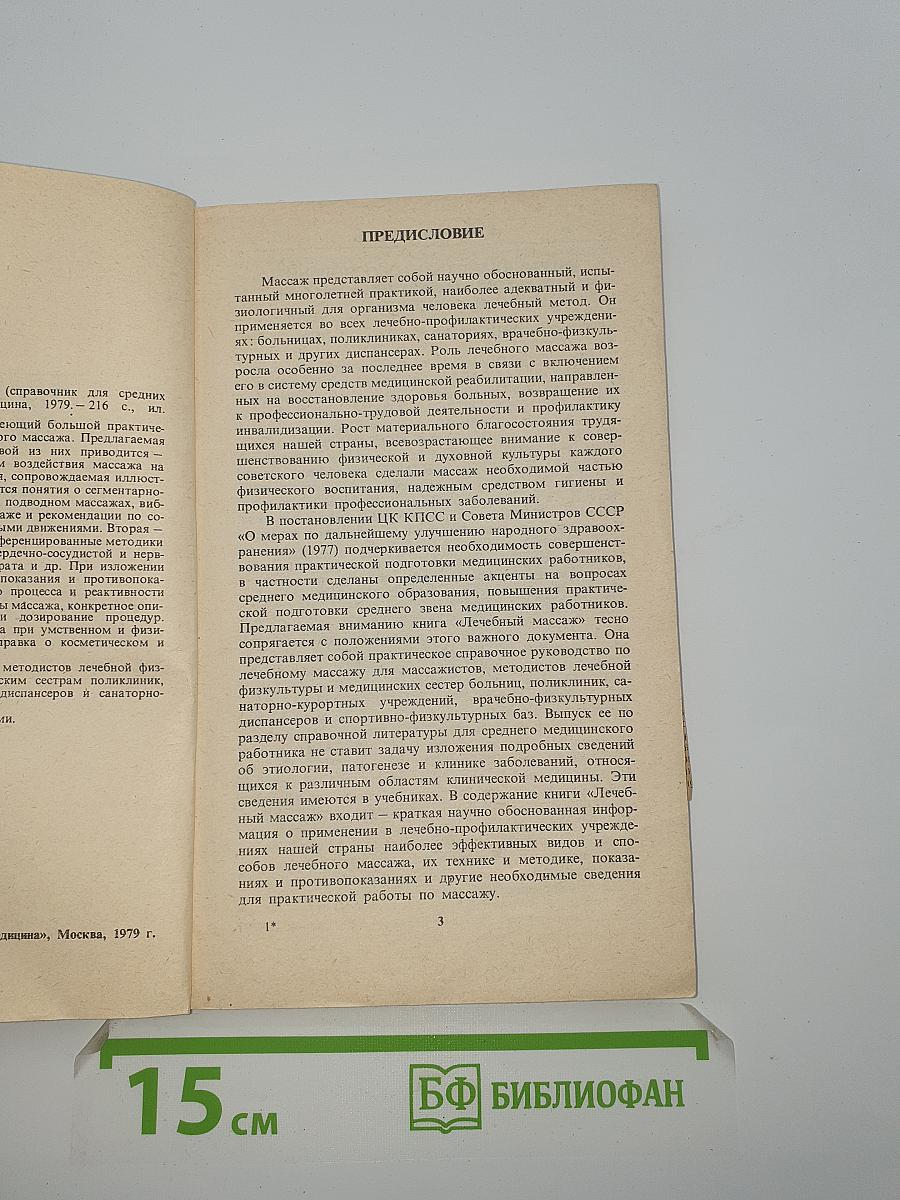 (справочник для средних
цина, 1979. — 216 с., ил.
еющий большой практиче-
ого массажа. Предлагаемая
вой из них приводится —
м воздействия массажа на
я, сопровождаемая иллюст-
тся понятия о сегментарно-
подводном массажах, виб-
аже и рекомендации по со-
ыми движениями. Вторая —
ференцированные методики
ердечно-сосудистой и нерв-
рата и др. При изложении
показания и противопока-
о процесса и реактивности
ы массажа, конкретное опи-
и дозирование процедур.
а при умственном и физи-
правка о косметическом и
методистов лечебной физ-
ским сестрам поликлиник,
диспансеров и санаторно-
ии.
дицина», Москва, 1979 г.
ПРЕДИСЛОВИЕ
Массаж представляет собой научно обоснованный, испы-
танный многолетней практикой, наиболее адекватный и фи-
зиологичный для организма человека лечебный метод. Он
применяется во всех лечебно-профилактических учреждени-
ях: больницах, поликлиниках, санаториях, врачебно-физкуль-
турных и других диспансерах. Роль лечебного массажа воз-
росла особенно за последнее время в связи с включением
его в систему средств медицинской реабилитации, направлен-
ных на восстановление здоровья больных, возвращение их
к профессионально-трудовой деятельности и профилактику
инвалидизации. Рост материального благосостояния трудя-
щихся нашей страны, всевозрастающее внимание к совер-
шенствованию физической и духовной культуры каждого
советского человека сделали массаж необходимой частью
физического воспитания, надежным средством гигиены и
профилактики профессиональных заболеваний.
В постановлении ЦК КПСС и Совета Министров СССР
«О мерах по дальнейшему улучшению народного здравоох-
ранения» (1977) подчеркивается необходимость совершенст-
вования практической подготовки медицинских работников,
в частности сделаны определенные акценты на вопросах
среднего медицинского образования, повышения практиче-
ской подготовки среднего звена медицинских работников.
Предлагаемая вниманию книга «Лечебный массаж» тесно
сопрягается с положениями этого важного документа. Она
представляет собой практическое справочное руководство по
лечебному массажу для массажистов, методистов лечебной
физкультуры и медицинских сестер больниц, поликлиник, са-
наторно-курортных учреждений, врачебно-физкультурных
диспансеров и спортивно-физкультурных баз. Выпуск ее по
разделу справочной литературы для среднего медицинского
работника не ставит задачу изложения подробных сведений
об этиологии, патогенезе и клинике заболеваний, относя-
щихся к различным областям клинической медицины. Эти
сведения имеются в учебниках. В содержание книги «Лечеб-
ный массаж» входит — краткая научно обоснованная инфор-
мация о применении в лечебно-профилактических учрежде-
ниях нашей страны наиболее эффективных видов и спо-
собов лечебного массажа, их технике и методике, показа-
ниях и противопоказаниях и другие необходимые сведения
для практической работы по массажу.
1*
3
15 см
БФ БИБЛИОФАН